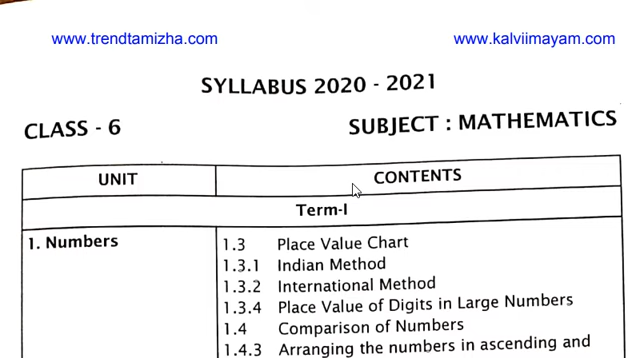 www.trendtamizha.com www.kalviimayam.com
SYLLABUS 2020 - 2021
CLASS - 6 SUBJECT : MATHEMATICS
UNIT CONTENTS
Term-I
1. Numbers 1.3 Place Value Chart
1.3.1 Indian Method
1.3.2 International Method
1.3.4 Place Value of Digits in Large Numbers
1.4 Comparison of Numbers
1.4.3 Arranging the numbers in ascending and